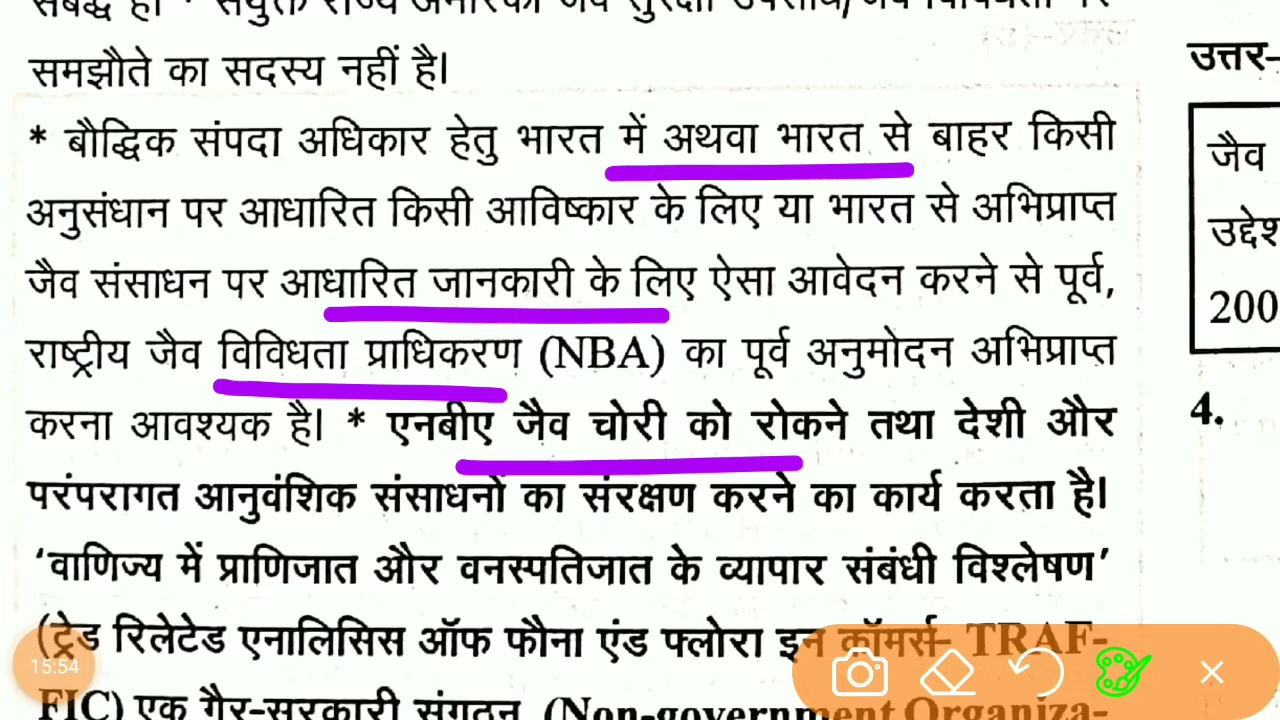 संबद्ध है। * संयुक्त राज्य अमेरिका जैव सुरक्षा
समझौते का सदस्य नहीं है।
* बौद्धिक संपदा अधिकार हेतु भारत में अथवा भारत से बाहर किसी
अनुसंधान पर आधारित किसी आविष्कार के लिए या भारत से अभिप्राप्त
जैव संसाधन पर आधारित जानकारी के लिए ऐसा आवेदन करने से पूर्व,
राष्ट्रीय जैव विविधता प्राधिकरण (NBA) का पूर्व अनुमोदन अभिप्राप्त
करना आवश्यक है। * एनबीए जैव चोरी को रोकने तथा देशी और
परंपरागत आनुवंशिक संसाधनों का संरक्षण करने का कार्य करता है।
‘वाणिज्य में प्राणिजात और वनस्पतिजात के व्यापार संबंधी विश्लेषण’
(ट्रेड रिलेटेड एनालिसिस ऑफ फौना एंड फ्लोरा इन कॉमर्स- TRAF-
FIC) एक गैर-सरकारी संगठन (Non-government Organiza-
उत्तर-
जैव
उद्देश
200
4.
15:54